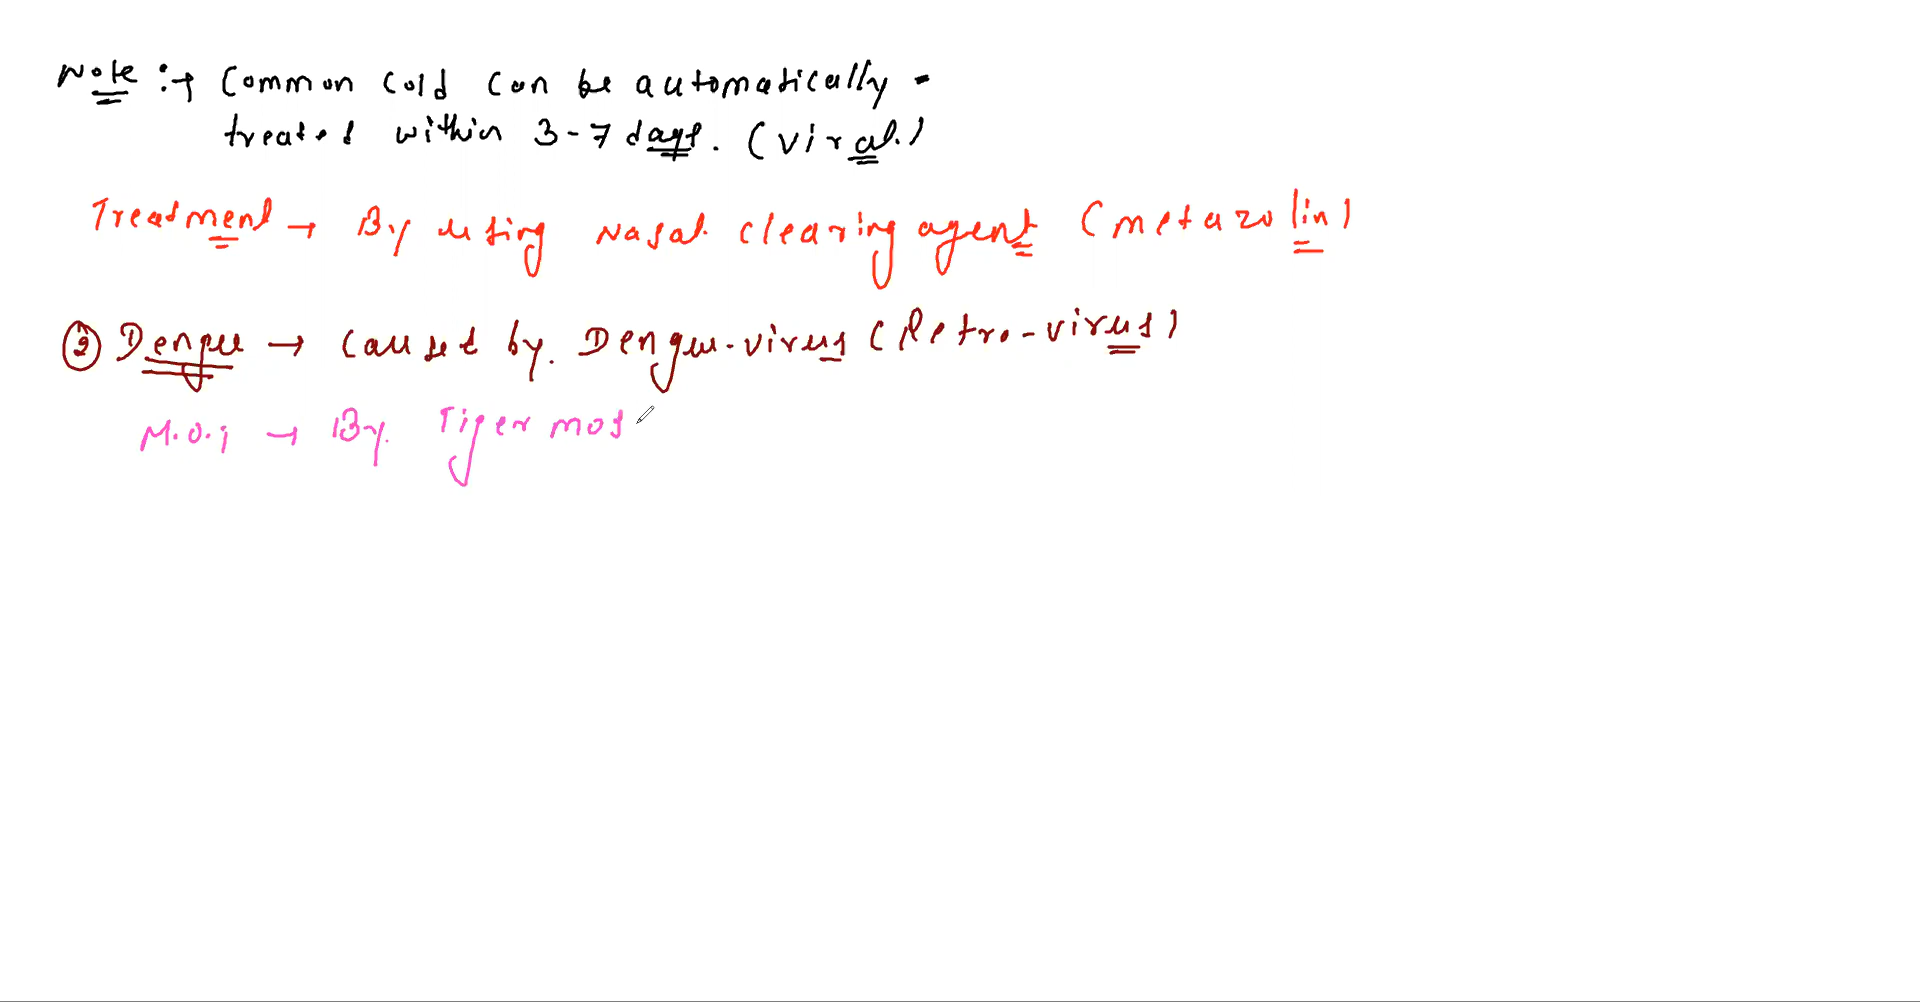 Note :→ Common cold can be automatically -
treated within 3-7 days. (viral.)
Treatment → By using Nasal clearing agent (metazolin)
② Dengue → caused by. Dengue-virus (Retro-virus)
M.O.i → By. Tiger mos